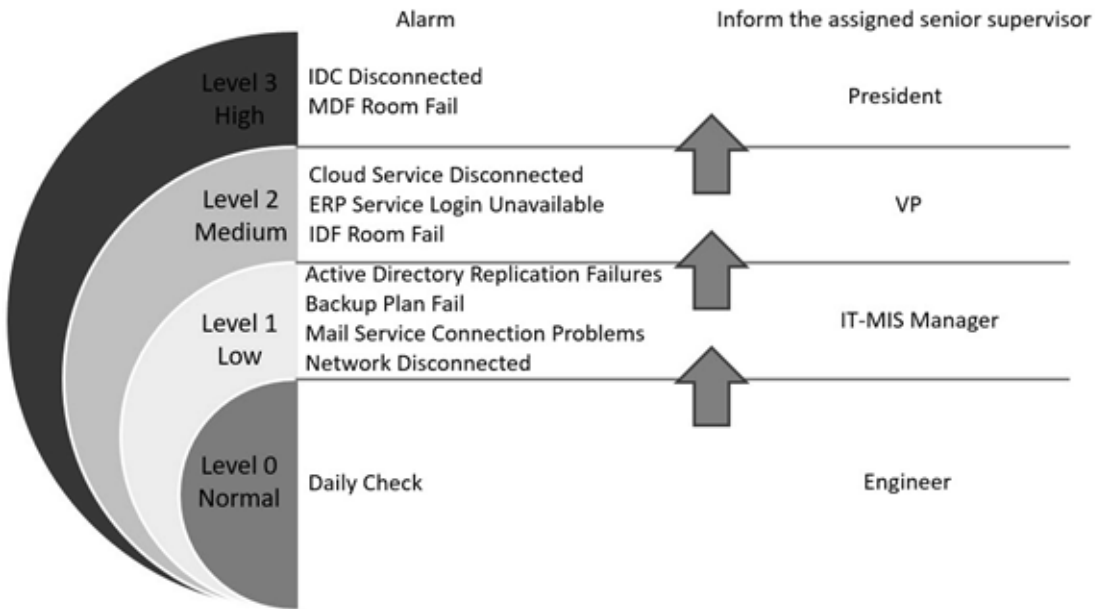 Alarm
Inform the assigned senior supervisor
Level 3
High
IDC Disconnected
MDF Room Fail
President
Level 2
Medium
Cloud Service Disconnected
ERP Service Login Unavailable
IDF Room Fail
VP
Level 1
Low
Active Directory Replication Failures
Backup Plan Fail
Mail Service Connection Problems
Network Disconnected
IT-MIS Manager
Level 0
Normal
Daily Check
Engineer